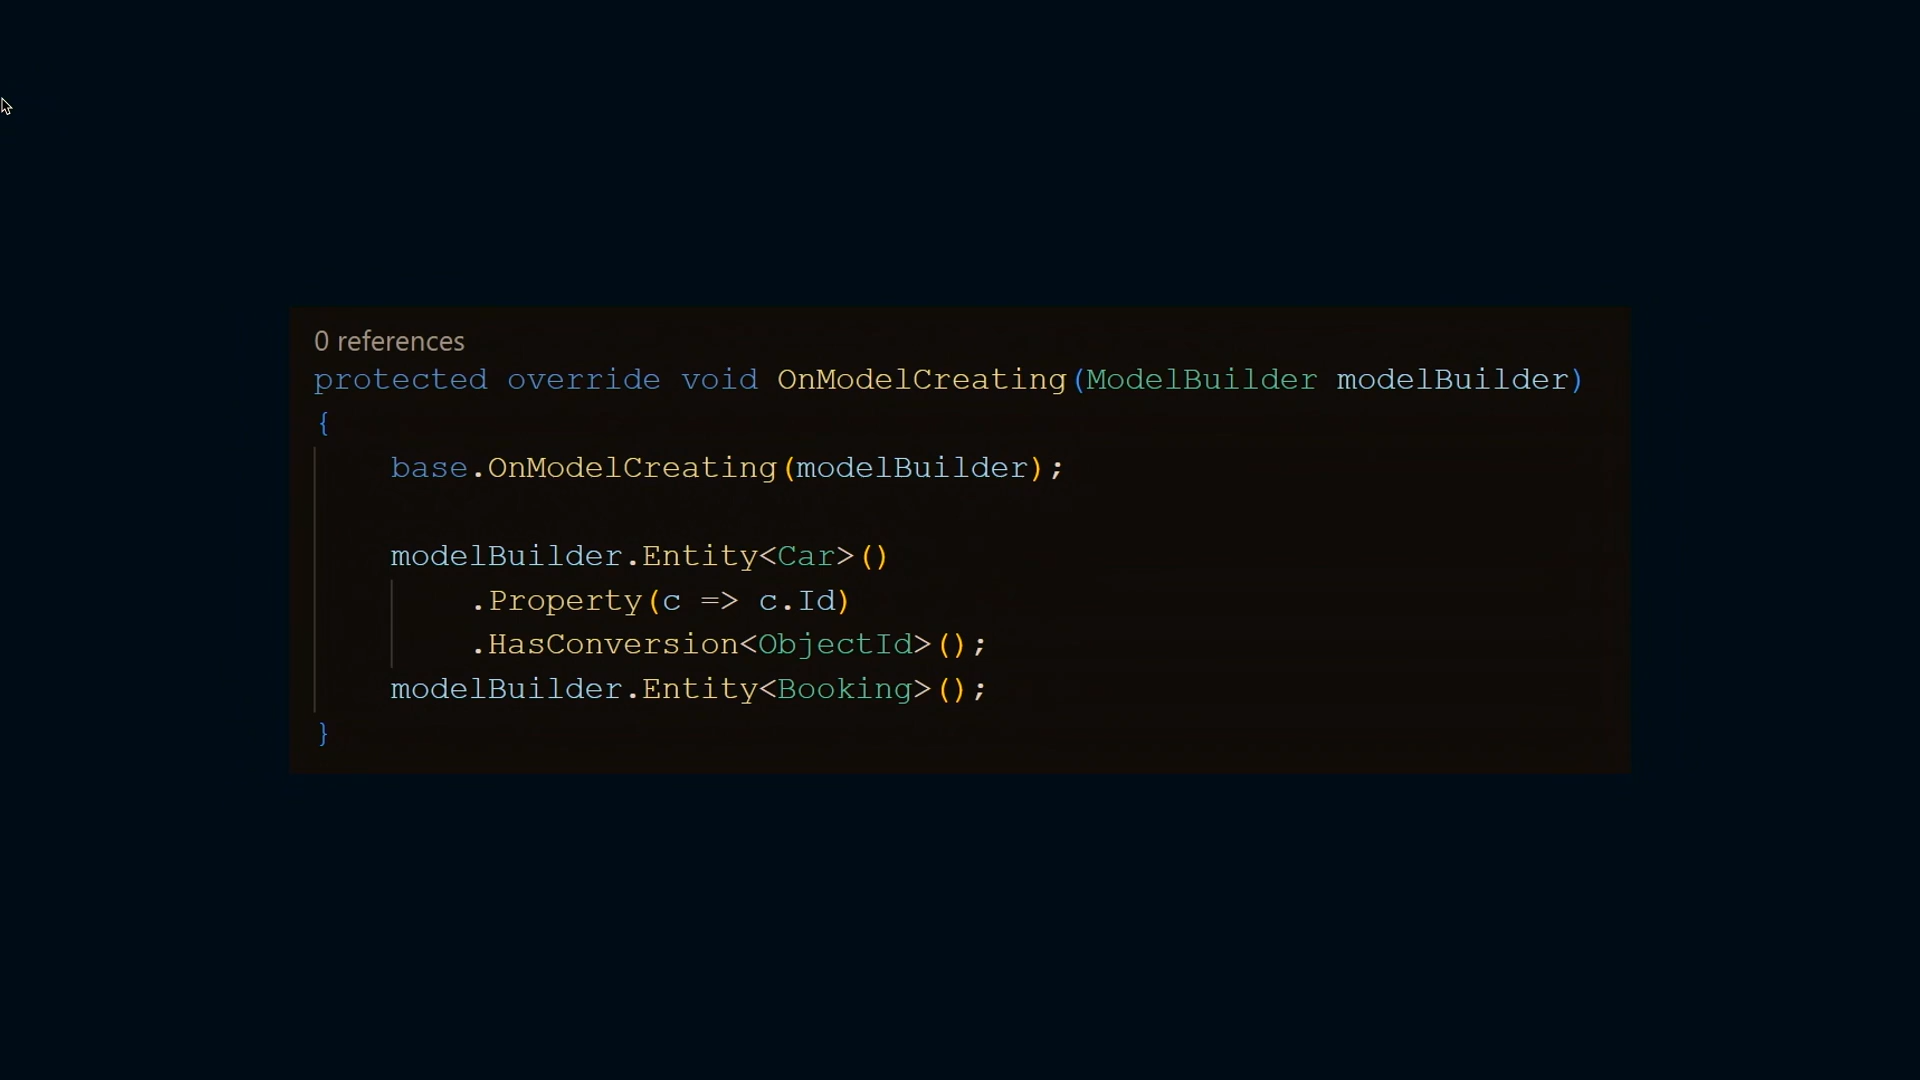 0 references
protected override void OnModelCreating(ModelBuilder modelBuilder)
{
    base.OnModelCreating(modelBuilder);

    modelBuilder.Entity<Car>()
        .Property(c => c.Id)
        .HasConversion<ObjectId>();
    modelBuilder.Entity<Booking>();
}